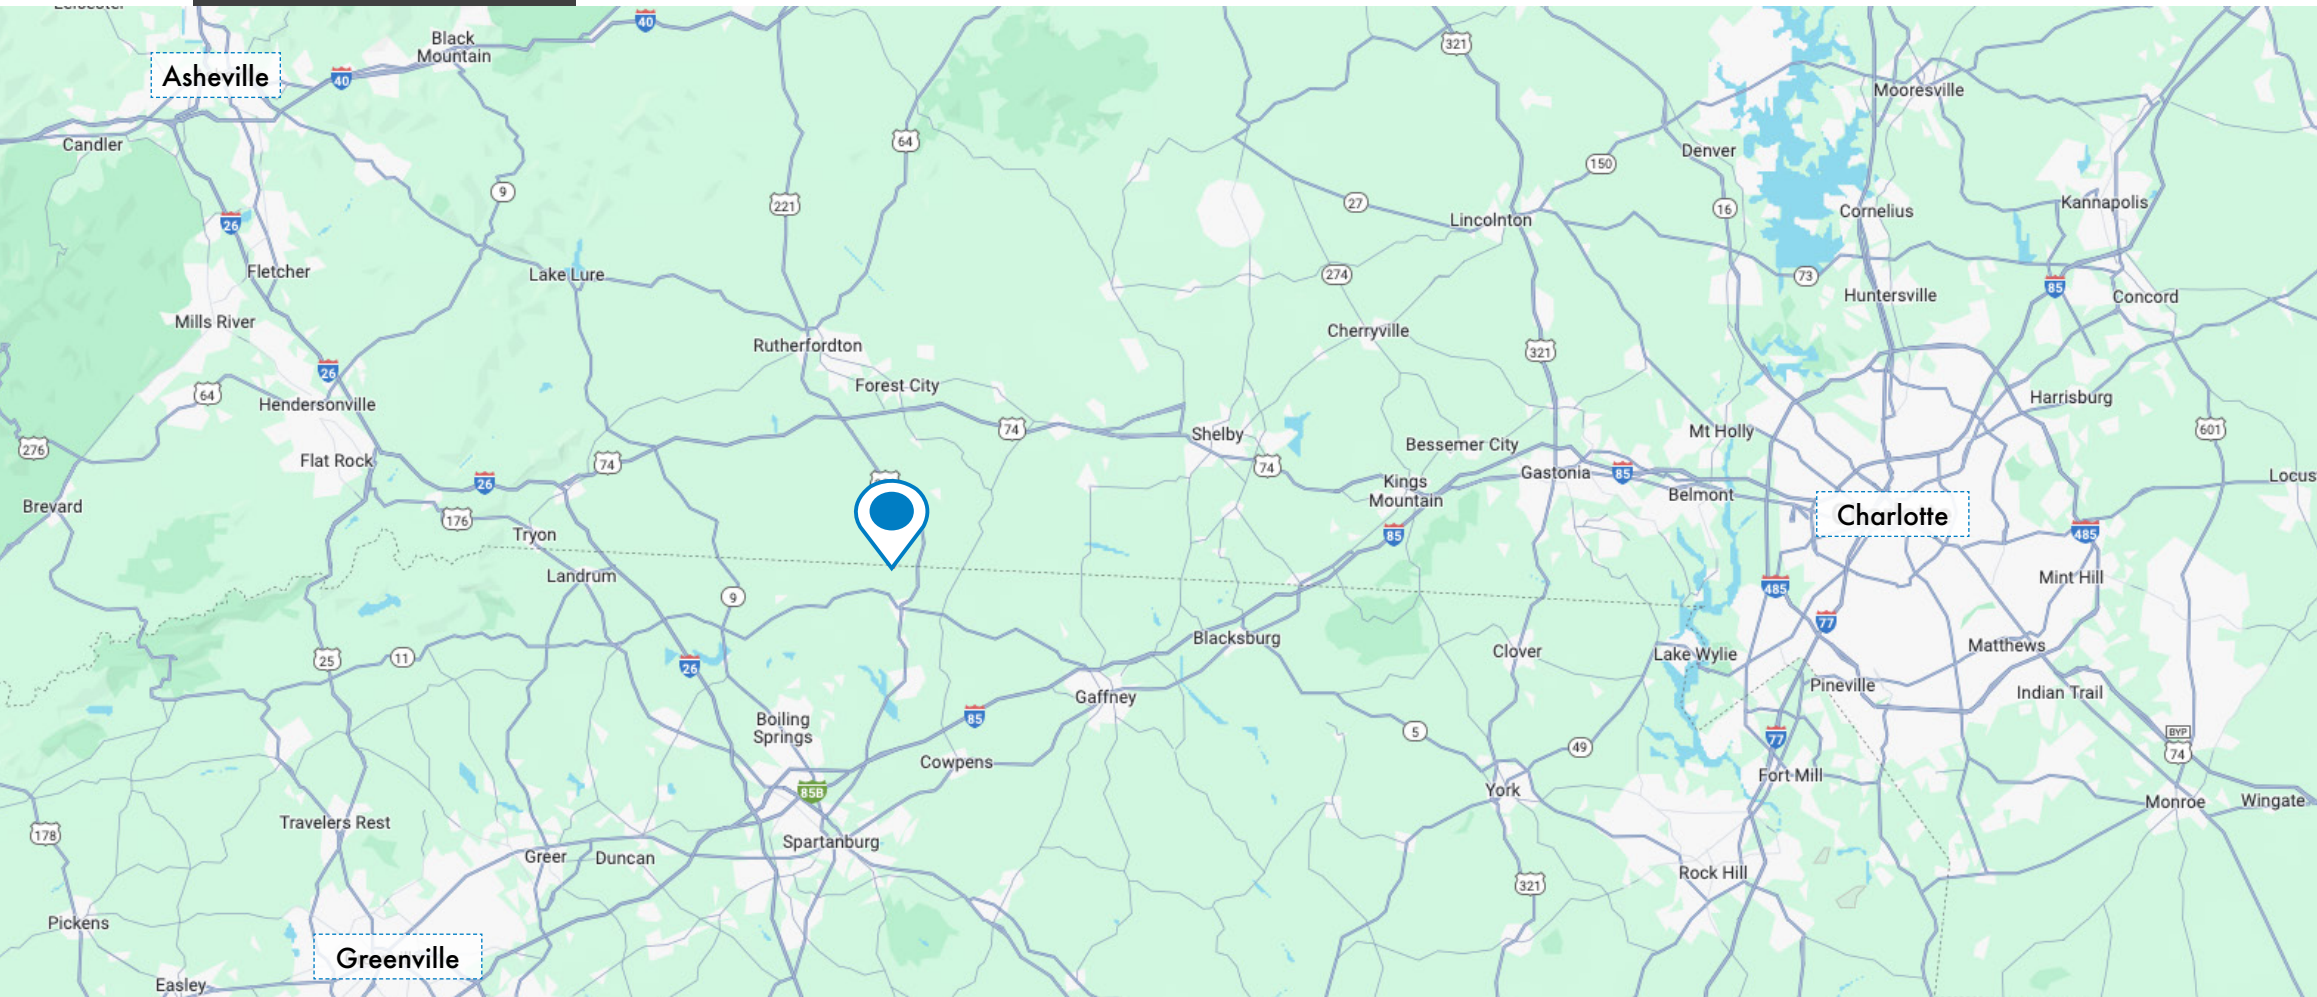 40
321
Black
Mountain
Asheville
40
Mooresville
Candler
64
Denver
150
9
221
27
16
Kannapolis
26
Lincolnton
Cornelius
Fletcher
Lake Lure
274
73
85
Huntersville
Concord
Mills River
Rutherfordton
Cherryville
321
26
64
Forest City
Hendersonville
Harrisburg
276
74
Shelby
Bessemer City
Mt Holly
601
Flat Rock
74
74
Gastonia
85
Locus
26
Kings
Mountain
Belmont
Brevard
176
Charlotte
Tryon
85
485
Landrum
9
485
Mint Hill
77
25
11
26
Blacksburg
Clover
Lake Wylie
Matthews
Gaffney
Pineville
Indian Trail
Boiling
Springs
85
5
49
77
BYP
74
Cowpens
Fort Mill
85B
York
Monroe
Wingate
178
Travelers Rest
Spartanburg
Greer
Duncan
321
Rock Hill
Pickens
Greenville
Easley